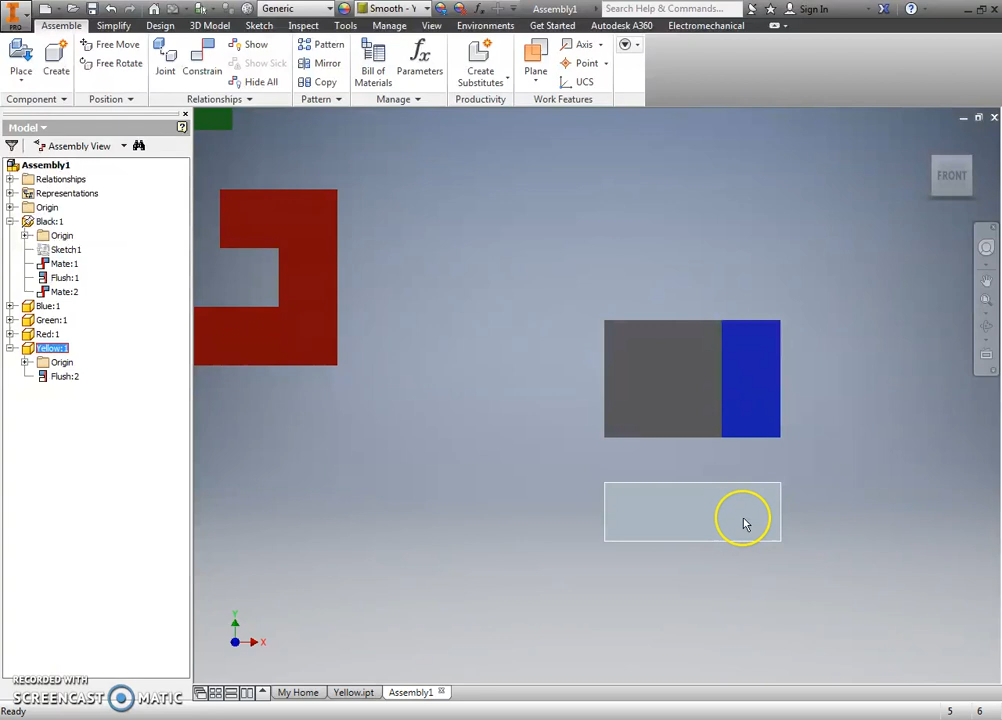 Generic
Smooth - Y
Assembly1
Search Help & Commands...
Sign In
PRO
Assemble
Simplify
Design
3D Model
Sketch
Inspect
Tools
Manage
View
Environments
Get Started
Autodesk A360
Electromechanical
Place
Create
Free Move
Free Rotate
Joint
Constrain
Show
Show Sick
Hide All
Pattern
Mirror
Copy
Bill of
Materials
Parameters
Create
Substitutes
Plane
Axis
Point
UCS
Component
Position
Relationships
Pattern
Manage
Productivity
Work Features
Model
Assembly View
Assembly1
Relationships
Representations
Origin
Black:1
Origin
Sketch1
Mate:1
Flush:1
Mate:2
Blue:1
Green:1
Red:1
Yellow:1
Origin
Flush:2
FRONT
Y
X
RECORDED WITH
SCREENCAST MATIC
My Home
Yellow.ipt
Assembly1
Ready
5
6